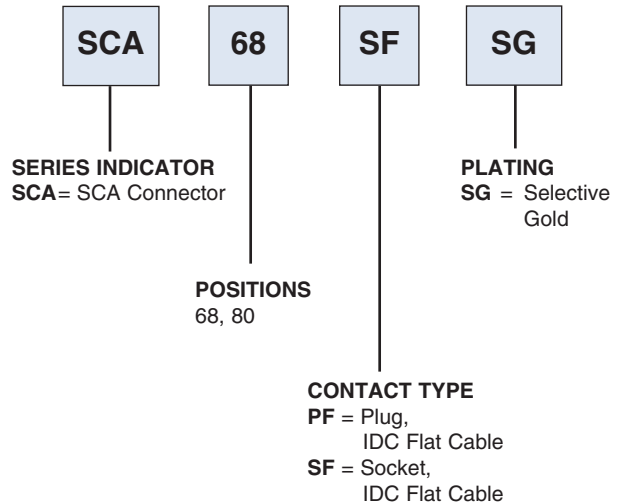 SCA 68 SF SG
SERIES INDICATOR
SCA= SCA Connector
PLATING
SG = Selective
Gold
POSITIONS
68, 80
CONTACT TYPE
PF = Plug,
IDC Flat Cable
SF = Socket,
IDC Flat Cable